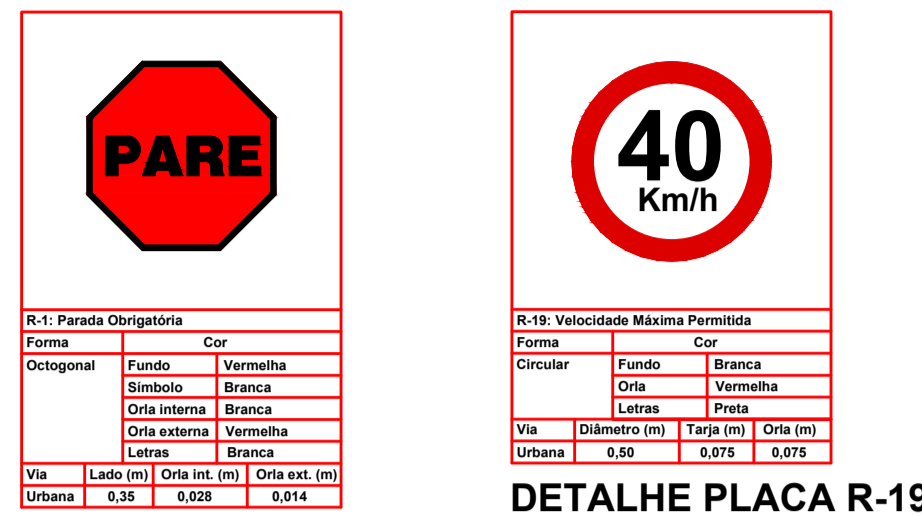 PARE
R-1: Parada Obrigatória
Forma Cor
Octogonal Fundo Vermelha
Símbolo Branca
Orla interna Branca
Orla externa Vermelha
Letras Branca
Via Lado (m) Orla int. (m) Orla ext. (m)
Urbana 0,35 0,028 0,014
40
Km/h
R-19: Velocidade Máxima Permitida
Forma Cor
Circular Fundo Branca
Orla Vermelha
Letras Preta
Via Diâmetro (m) Tarja (m) Orla (m)
Urbana 0,50 0,075 0,075
DETALHE PLACA R-19